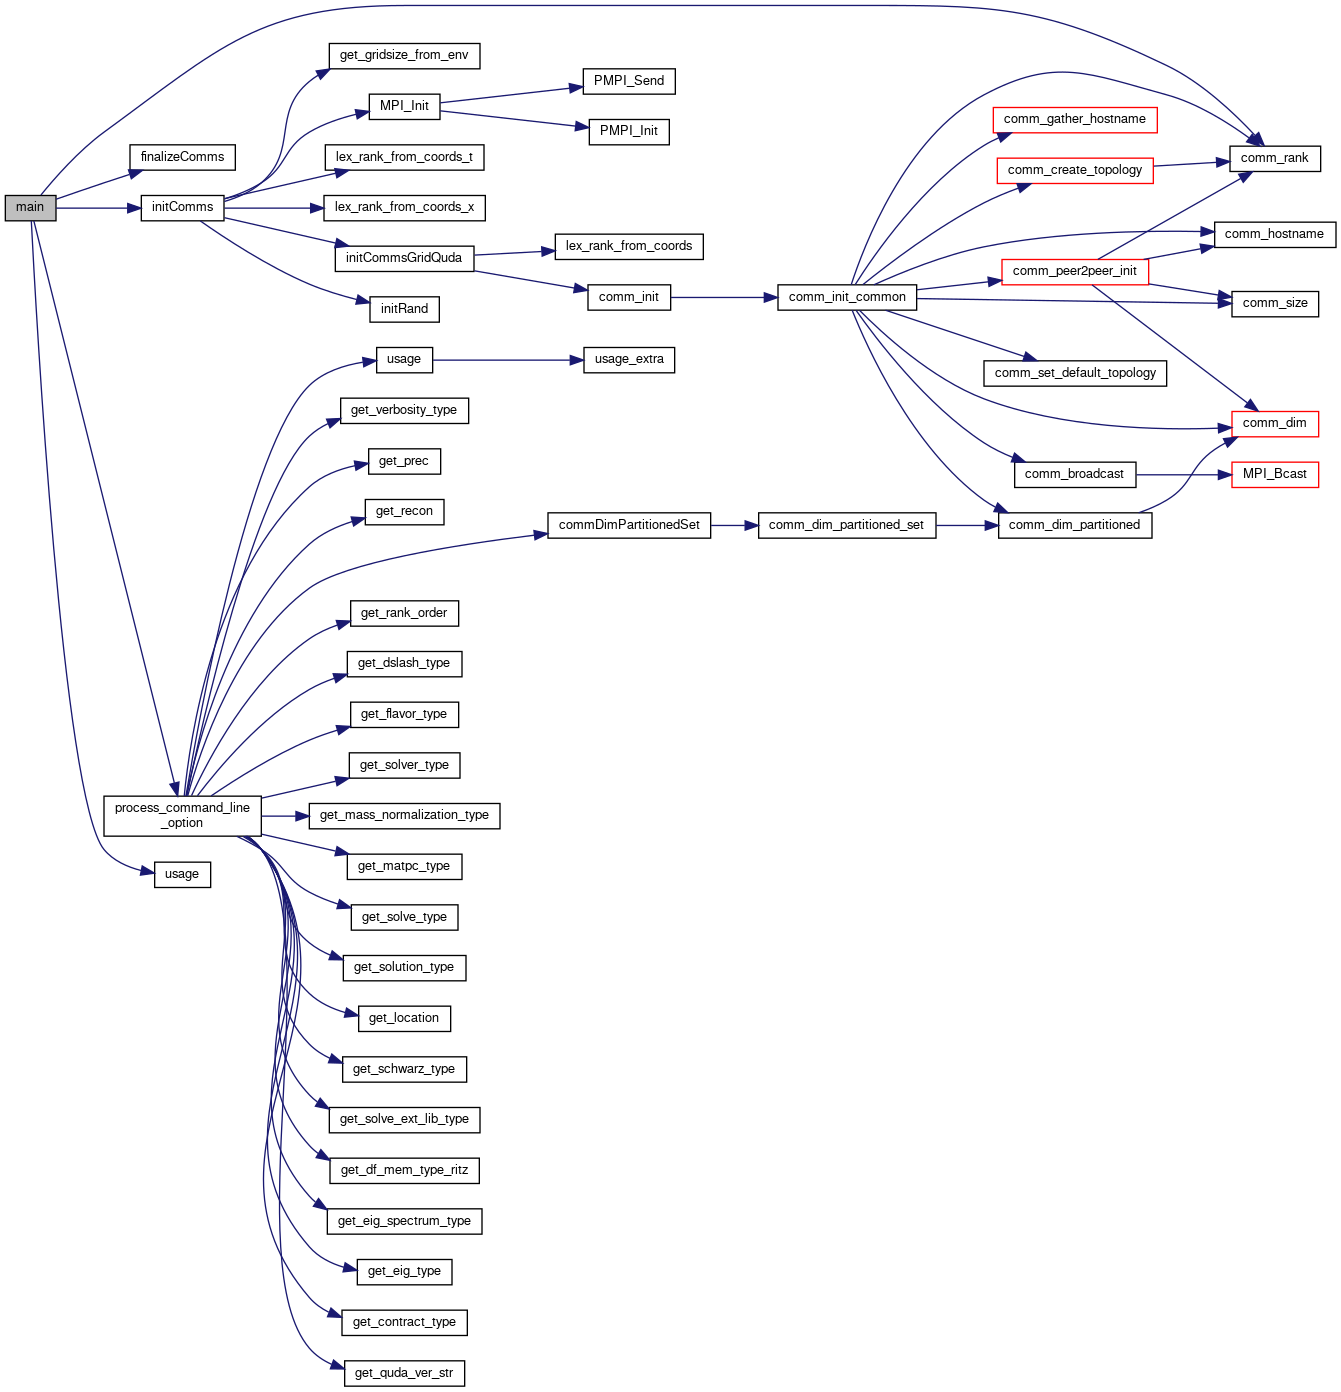 main
finalizeComms
initComms
process_command_line
_option
usage
get_gridsize_from_env
MPI_Init
lex_rank_from_coords_t
lex_rank_from_coords_x
initCommsGridQuda
initRand
usage
get_verbosity_type
get_prec
get_recon
get_rank_order
get_dslash_type
get_flavor_type
get_solver_type
get_mass_normalization_type
get_matpc_type
get_solve_type
get_solution_type
get_location
get_schwarz_type
get_solve_ext_lib_type
get_df_mem_type_ritz
get_eig_spectrum_type
get_eig_type
get_contract_type
get_quda_ver_str
PMPI_Send
PMPI_Init
lex_rank_from_coords
comm_init
usage_extra
commDimPartitionedSet
comm_init_common
comm_dim_partitioned_set
comm_gather_hostname
comm_create_topology
comm_peer2peer_init
comm_set_default_topology
comm_broadcast
comm_dim_partitioned
comm_rank
comm_hostname
comm_size
comm_dim
MPI_Bcast